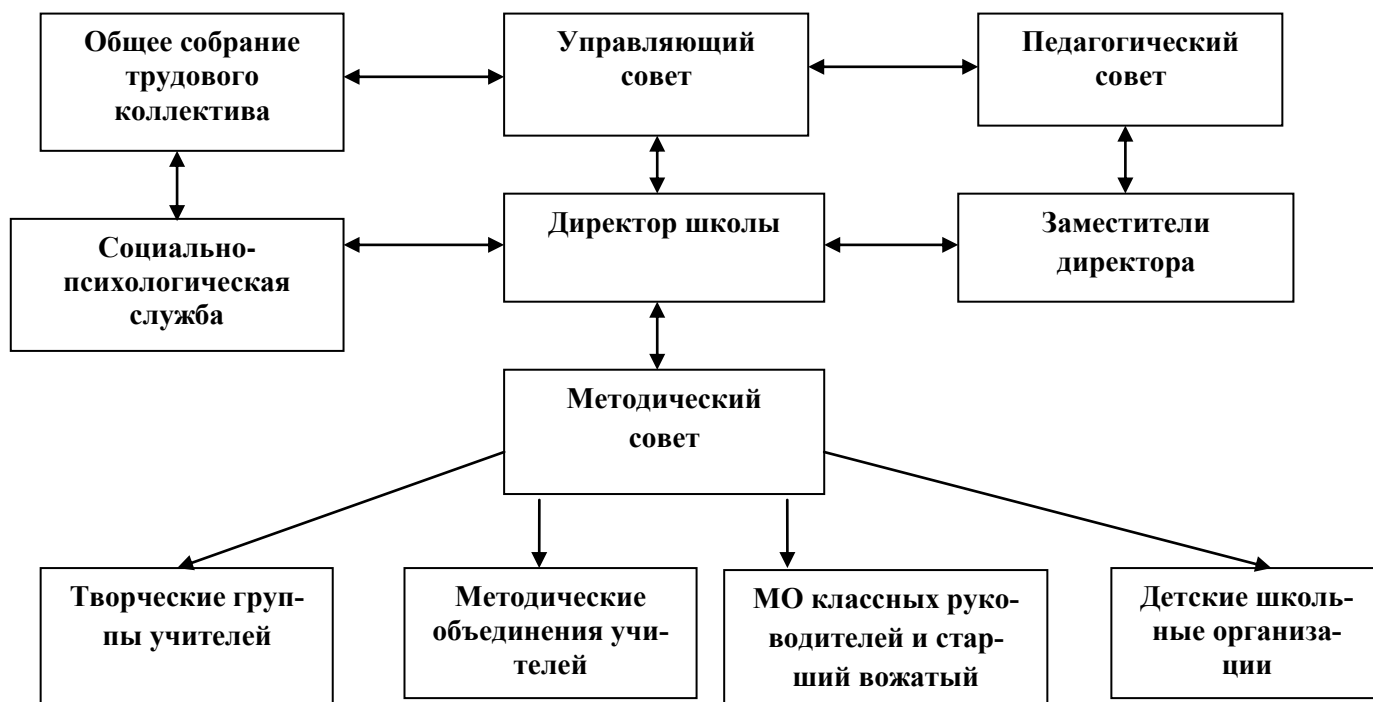 Общее собрание
трудового
коллектива
Управляющий
совет
Педагогический
совет
Социально-
психологическая
служба
Директор школы
Заместители
директора
Методический
совет
Творческие груп-
пы учителей
Методические
объединения учи-
телей
МО классных руко-
водителей и стар-
ший вожатый
Детские школь-
ные организа-
ции